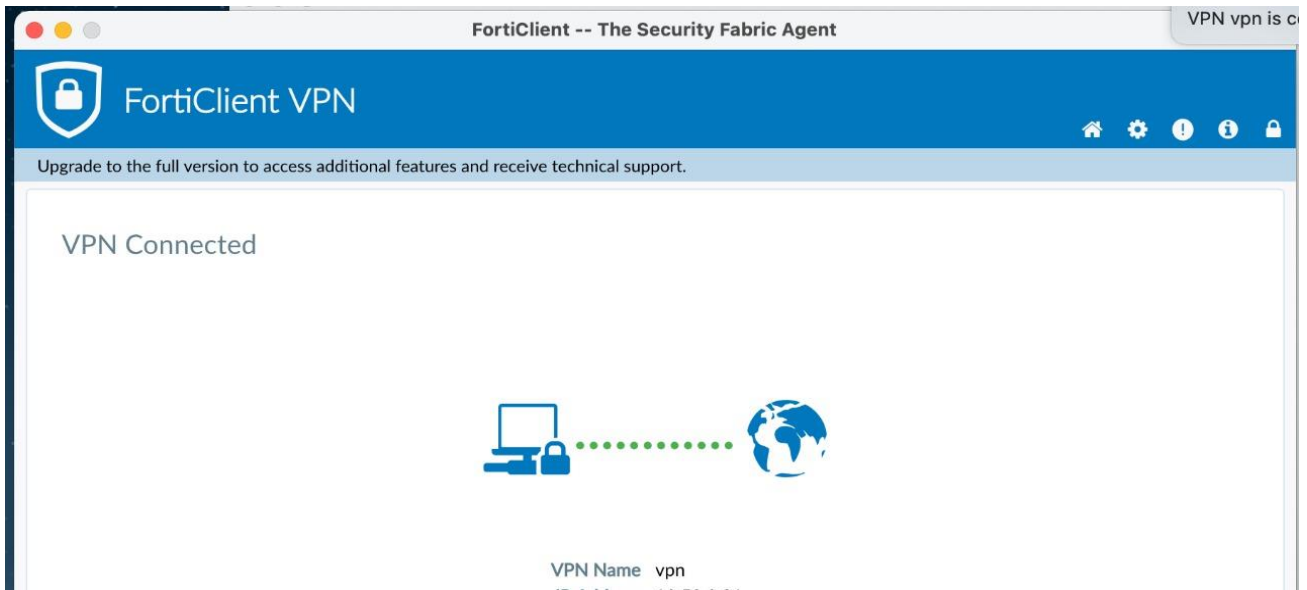 FortiClient -- The Security Fabric Agent
VPN vpn is
FortiClient VPN
Upgrade to the full version to access additional features and receive technical support.
VPN Connected
VPN Name vpn